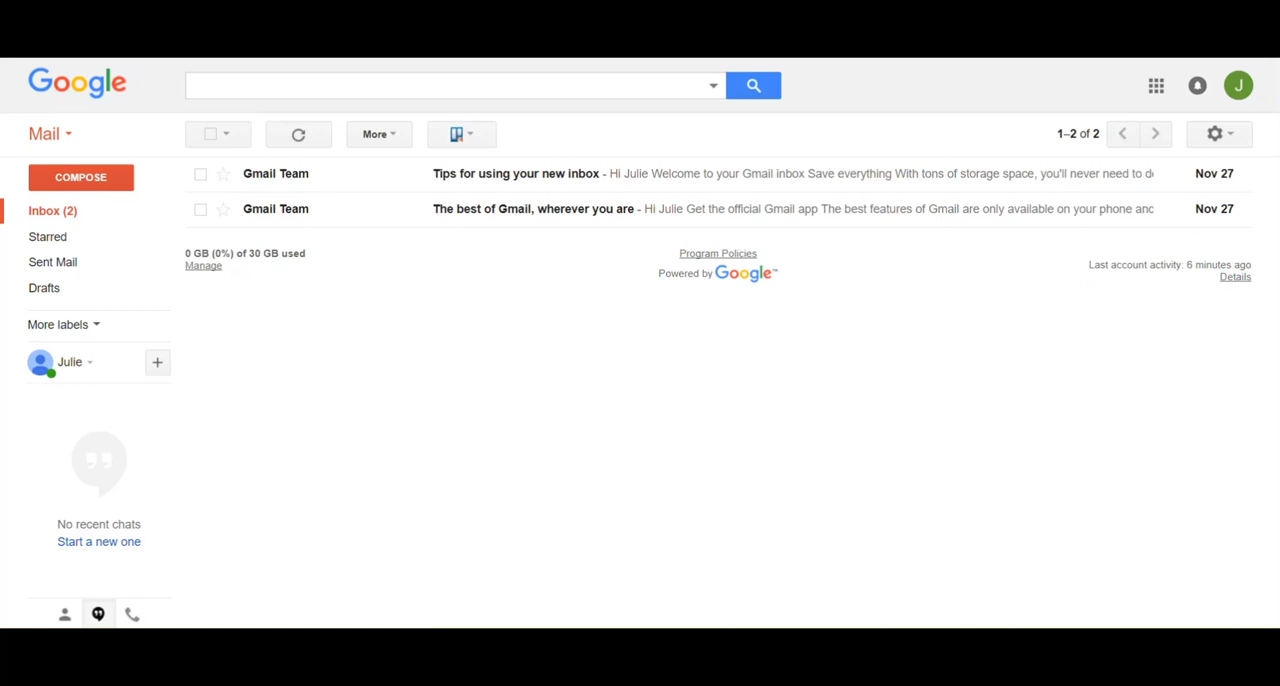 Google
Mail
More
1–2 of 2
COMPOSE
Inbox (2)
Starred
Sent Mail
Drafts
More labels
Julie
No recent chats
Start a new one
Gmail Team Tips for using your new inbox - Hi Julie Welcome to your Gmail inbox Save everything With tons of storage space, you'll never need to de
Nov 27
Gmail Team The best of Gmail, wherever you are - Hi Julie Get the official Gmail app The best features of Gmail are only available on your phone and
Nov 27
0 GB (0%) of 30 GB used
Manage
Program Policies
Powered by Google™
Last account activity: 6 minutes ago
Details
J